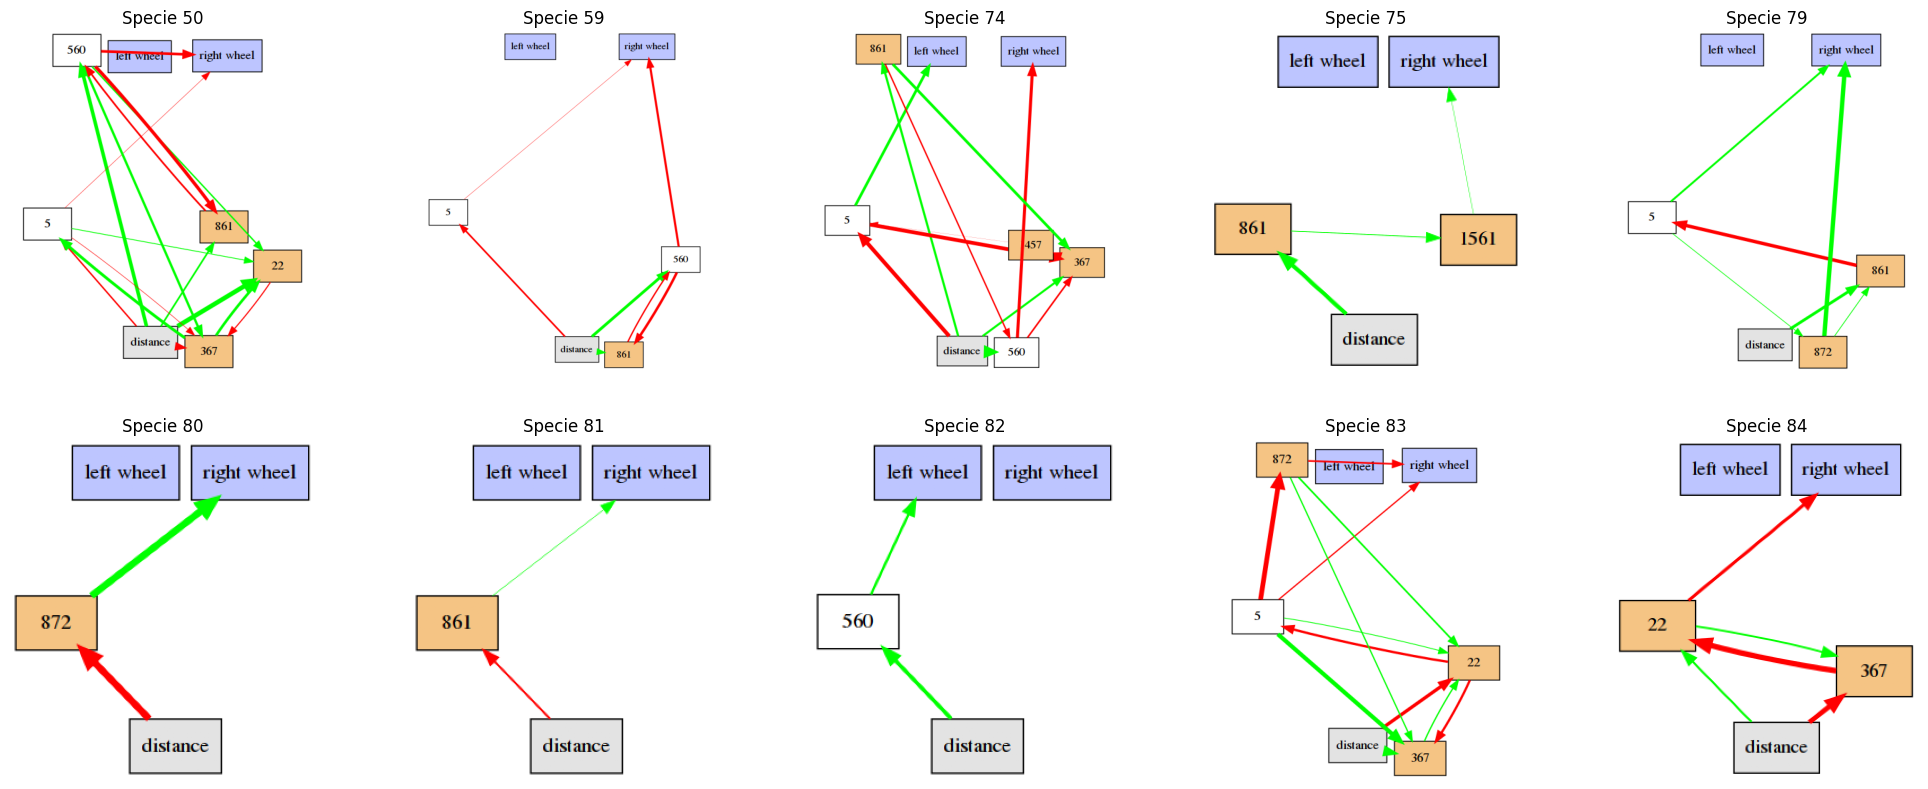 Specie 50
560
left wheel
right wheel
5
861
22
distance
367
Specie 59
left wheel
right wheel
5
560
distance
861
Specie 74
861
left wheel
right wheel
5
457
367
distance
560
Specie 75
left wheel
right wheel
861
1561
distance
Specie 79
left wheel
right wheel
5
861
distance
872
Specie 80
left wheel
right wheel
872
distance
Specie 81
left wheel
right wheel
861
distance
Specie 82
left wheel
right wheel
560
distance
Specie 83
872
left wheel
right wheel
5
22
distance
367
Specie 84
left wheel
right wheel
22
367
distance